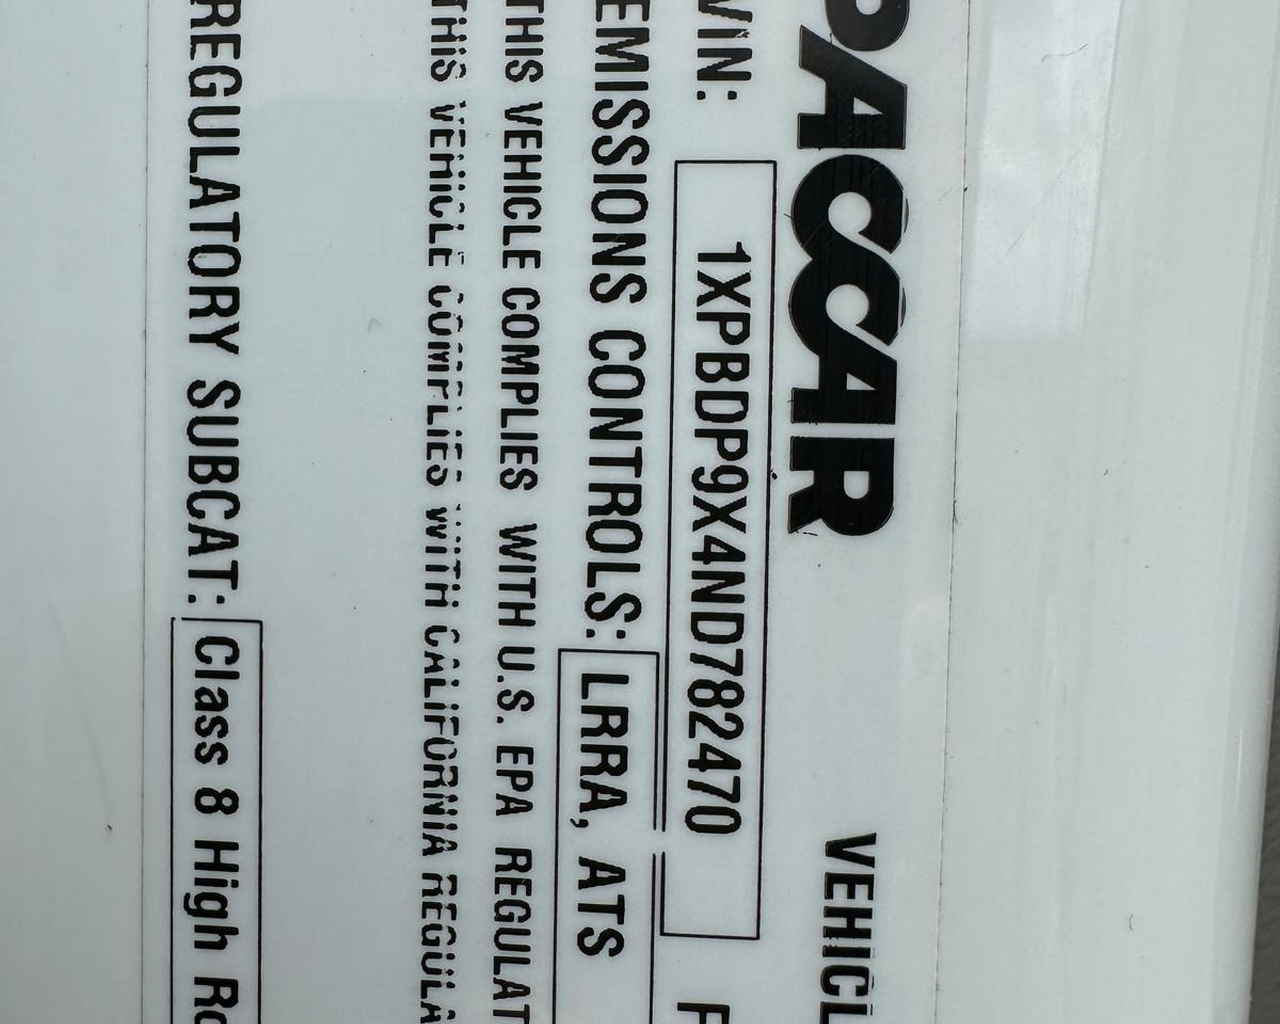 PACCAR
VEHICL
VIN: 1XPBDP9X4ND782470
EMISSIONS CONTROLS: LRRA, ATS
THIS VEHICLE COMPLIES WITH U.S. EPA REGULAT
THIS VEHICLE COMPLIES WITH CALIFORNIA REGULA
REGULATORY SUBCAT: Class 8 High Ro